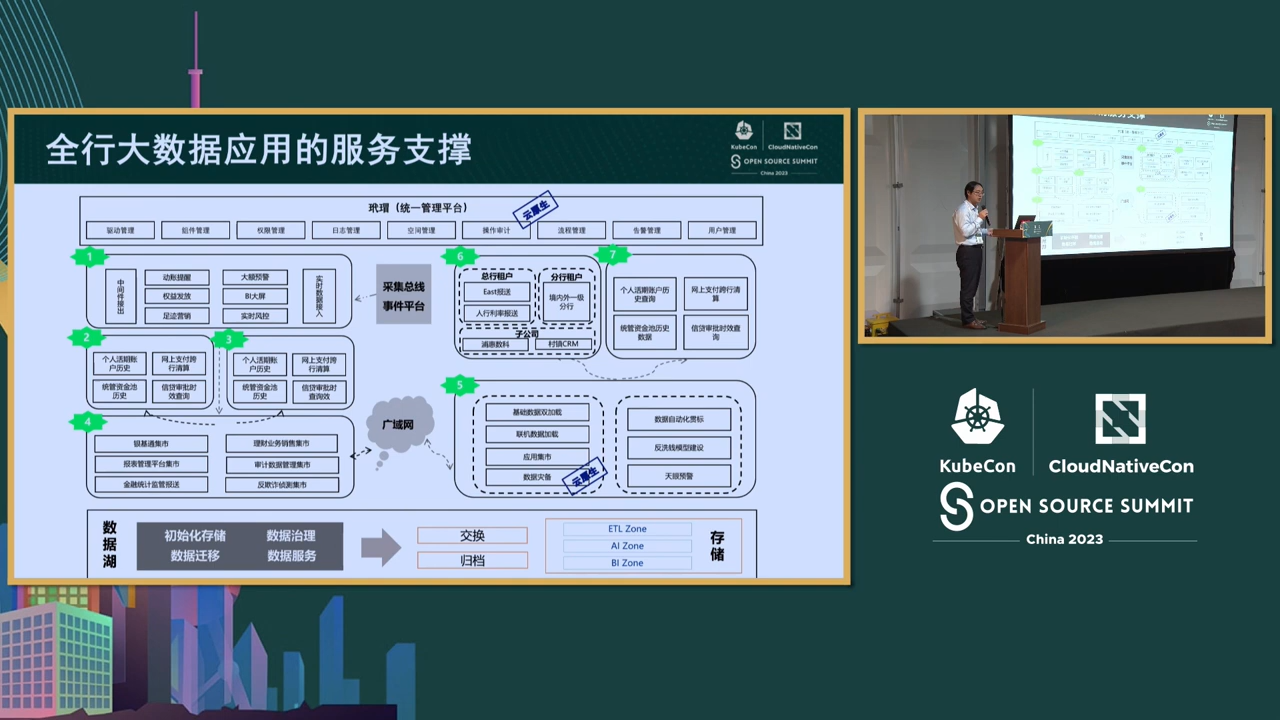 全行大数据应用的服务支撑
KubeCon
CloudNativeCon
OPEN SOURCE SUMMIT
China 2023
玳瑁（统一管理平台）
云原生
驱动管理
组件管理
权限管理
日志管理
空间管理
操作审计
流程管理
告警管理
用户管理
1
中间件接出
动账提醒
大额预警
权益发放
BI大屏
足迹营销
实时风控
实时数据接入
采集总线
事件平台
6
总行租户
East报送
人行利率报送
分行租户
境内外一级
分行
子公司
浦惠数科
村镇CRM
7
个人活期账户历
史查询
网上支付跨行清
算
统管资金池历史
数据
信贷审批时效查
询
2
个人活期账
户历史
网上支付跨
行清算
统管资金池
历史
信贷审批时
效查询
3
个人活期账
户历史
网上支付跨
行清算
统管资金池
历史
信贷审批时
查询效
4
银基通集市
理财业务销售集市
报表管理平台集市
审计数据管理集市
金融统计监管报送
反欺诈侦测集市
广域网
5
基础数据双加载
联机数据加载
应用集市
数据灾备
云原生
数据自动化贯标
反洗钱模型建设
天眼预警
数据湖
初始化存储
数据治理
数据迁移
数据服务
交换
归档
ETL Zone
AI Zone
BI Zone
存储
KubeCon
CloudNativeCon
OPEN SOURCE SUMMIT
China 2023